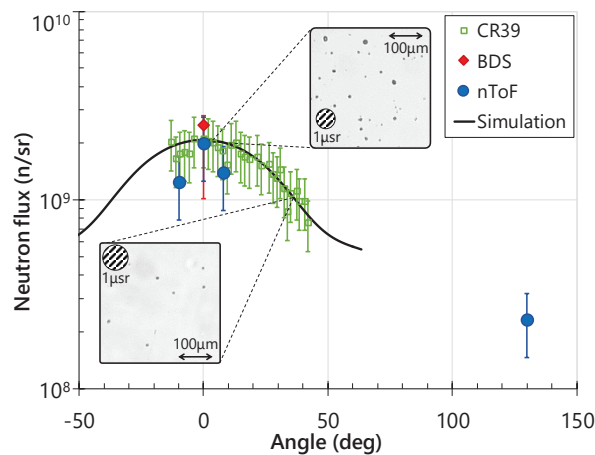 10¹⁰
10⁹
10⁸
Neutron flux (n/sr)
-50
0
50
100
150
Angle (deg)
CR39
BDS
nToF
Simulation
100μm
1μsr
1μsr
100μm